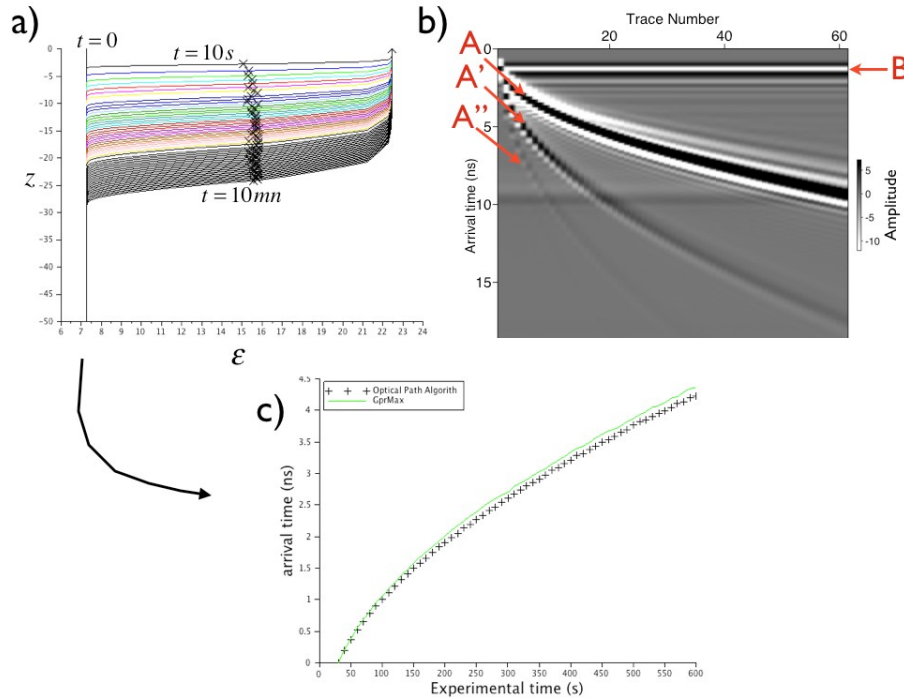 a)
t = 0
t = 10s
t = 10mn
z
0
−5
−10
−15
−20
−25
−30
−35
−40
−45
−50
6 7 8 9 10 11 12 13 14 15 16 17 18 19 20 21 22 23 24
ε
b)
Trace Number
0 20 40 60
A
A'
A''
B
5
10
15
Arrival time (ns)
5
0
-5
-10
Amplitude
c)
+ + + Optical Path Algorith
GprMax
4.5
4
3.5
3
2.5
2
1.5
1
0.5
0
arrival time (ns)
0 50 100 150 200 250 300 350 400 450 500 550 600
Experimental time (s)